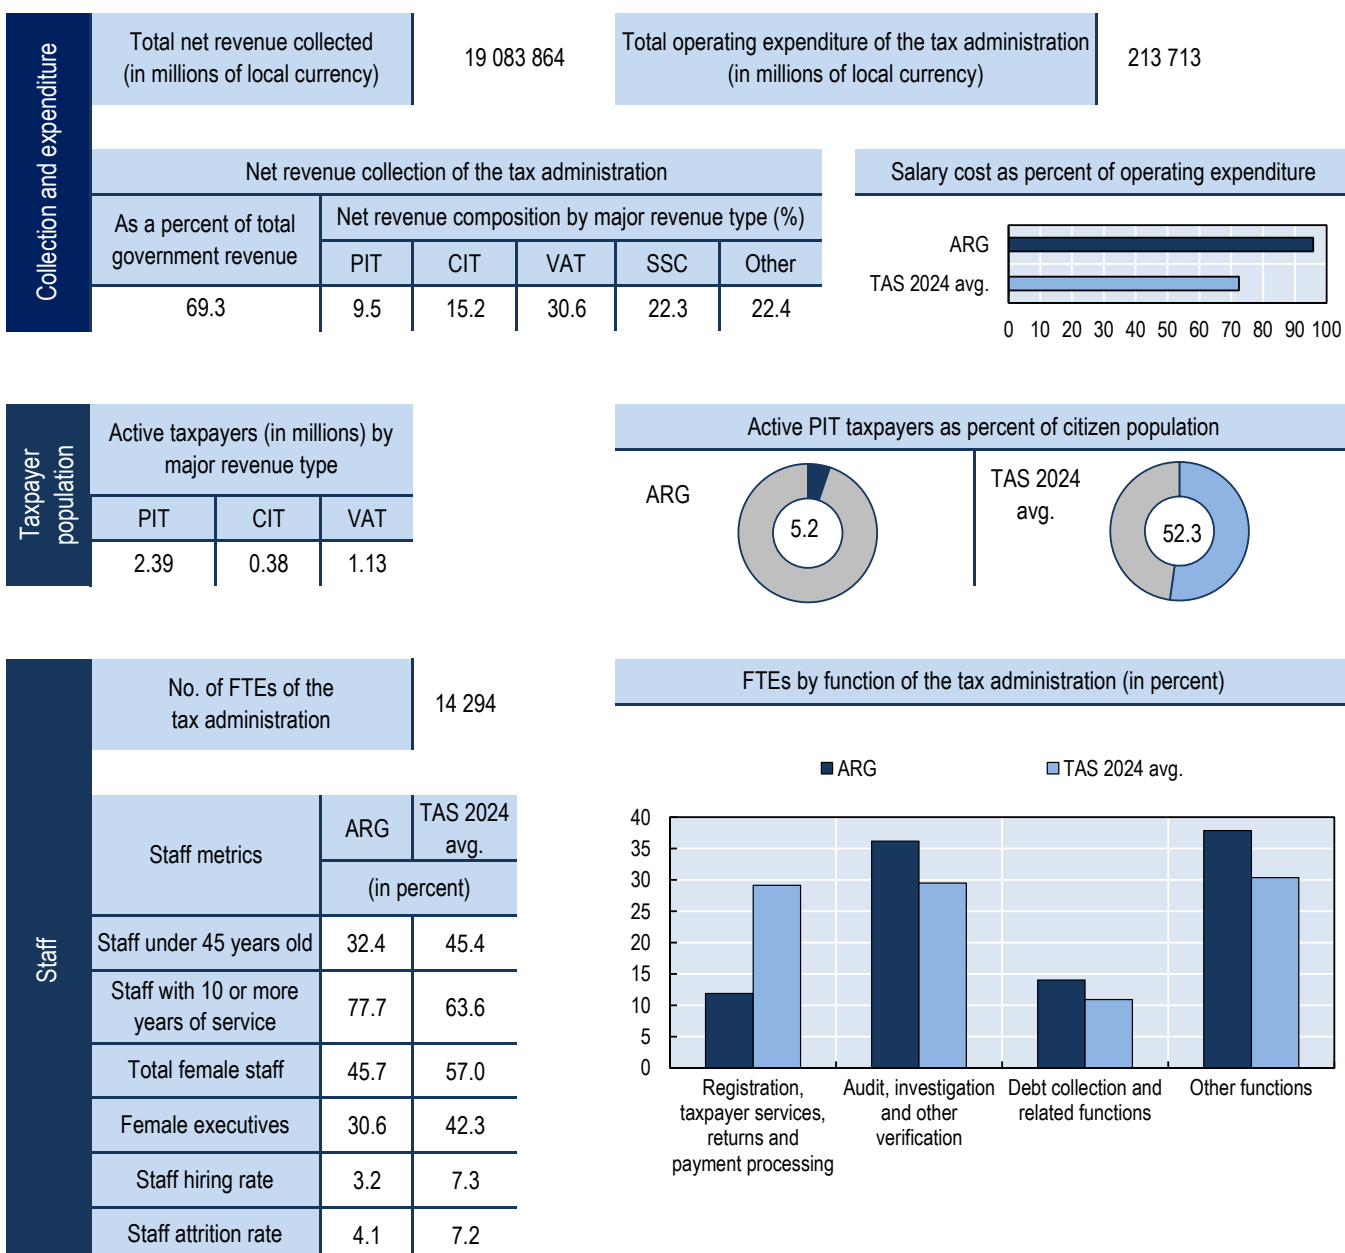 Collection and expenditure
Total net revenue collected
(in millions of local currency)
19 083 864
Total operating expenditure of the tax administration
(in millions of local currency)
213 713
Net revenue collection of the tax administration
As a percent of total
government revenue
Net revenue composition by major revenue type (%)
PIT CIT VAT SSC Other
69.3 9.5 15.2 30.6 22.3 22.4
Salary cost as percent of operating expenditure
ARG
TAS 2024 avg.
0 10 20 30 40 50 60 70 80 90 100
Taxpayer
population
Active taxpayers (in millions) by
major revenue type
PIT CIT VAT
2.39 0.38 1.13
Active PIT taxpayers as percent of citizen population
ARG
5.2
TAS 2024
avg.
52.3
Staff
No. of FTEs of the
tax administration
14 294
Staff metrics
ARG
TAS 2024
avg.
(in percent)
Staff under 45 years old 32.4 45.4
Staff with 10 or more
years of service
77.7 63.6
Total female staff 45.7 57.0
Female executives 30.6 42.3
Staff hiring rate 3.2 7.3
Staff attrition rate 4.1 7.2
FTEs by function of the tax administration (in percent)
ARG
TAS 2024 avg.
40
35
30
25
20
15
10
5
0
Registration,
taxpayer services,
returns and
payment processing
Audit, investigation
and other
verification
Debt collection and
related functions
Other functions